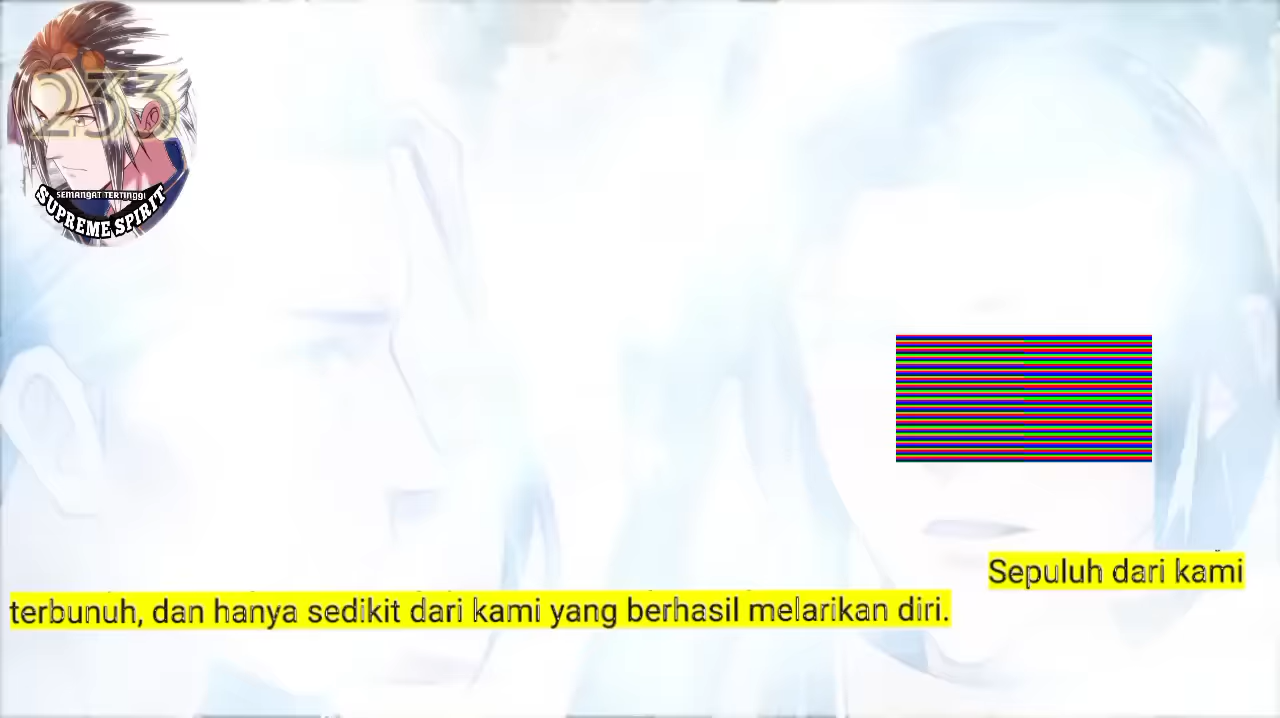 233
SEMANGAT TERTINGGI
SUPREME SPIRIT
Sepuluh dari kami
terbunuh, dan hanya sedikit dari kami yang berhasil melarikan diri.